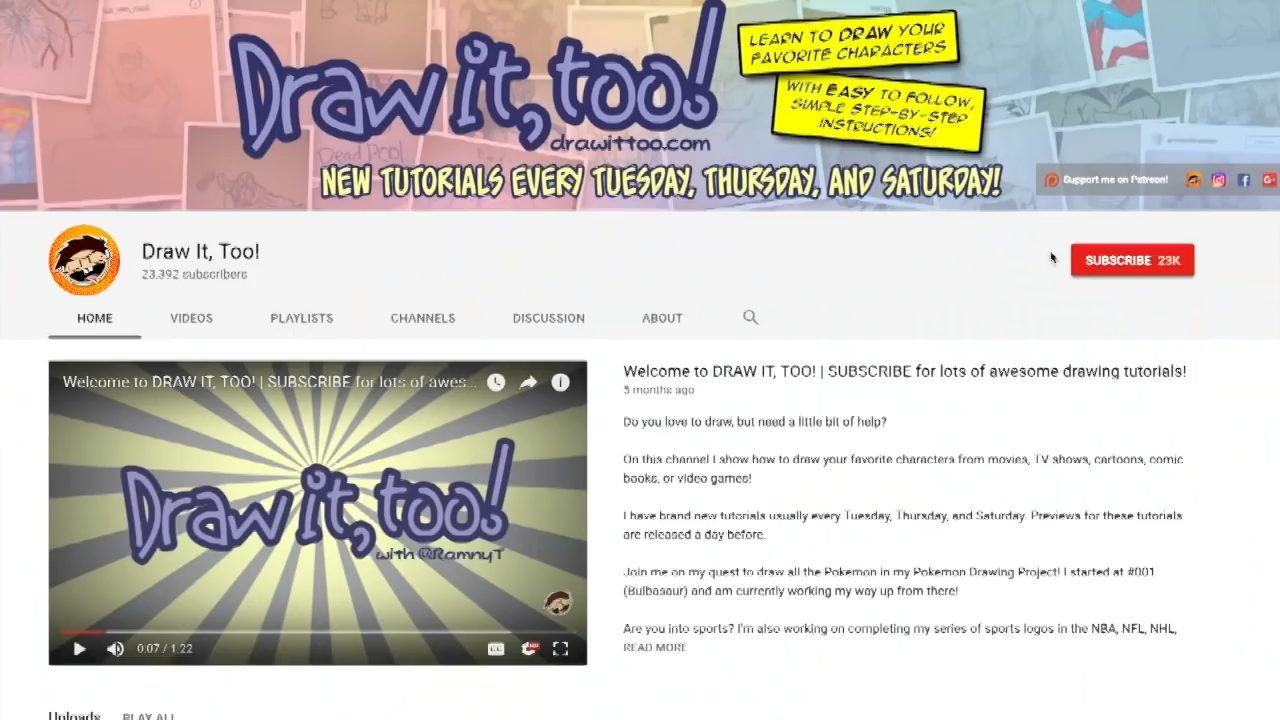 Draw it, too!
drawittoo.com
LEARN TO DRAW YOUR
FAVORITE CHARACTERS
WITH EASY TO FOLLOW,
SIMPLE STEP-BY-STEP
INSTRUCTIONS!
Dead Pool
NEW TUTORIALS EVERY TUESDAY, THURSDAY, AND SATURDAY!
Support me on Patreon!
Draw It, Too!
23,392 subscribers
SUBSCRIBE 23K
HOME VIDEOS PLAYLISTS CHANNELS DISCUSSION ABOUT
Welcome to DRAW IT, TOO! | SUBSCRIBE for lots of awes...
Draw it, too!
with @RamnyT
0:07 / 1:22
CC
HD
Welcome to DRAW IT, TOO! | SUBSCRIBE for lots of awesome drawing tutorials!
5 months ago
Do you love to draw, but need a little bit of help?
On this channel I show how to draw your favorite characters from movies, TV shows, cartoons, comic
books, or video games!
I have brand new tutorials usually every Tuesday, Thursday, and Saturday. Previews for these tutorials
are released a day before.
Join me on my quest to draw all the Pokemon in my Pokemon Drawing Project! I started at #001
(Bulbasaur) and am currently working my way up from there!
Are you into sports? I'm also working on completing my series of sports logos in the NBA, NFL, NHL,
READ MORE
Uploads PLAY ALL